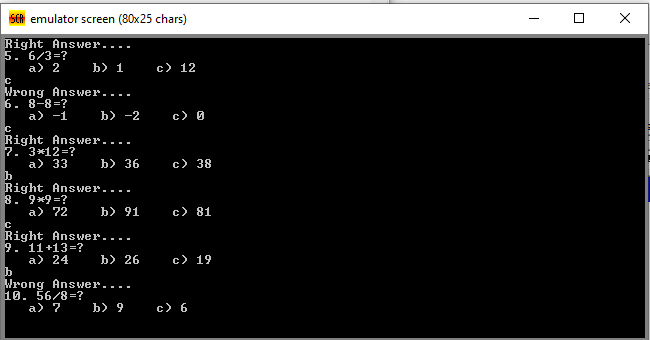 emulator screen (80x25 chars)
Right Answer....
5. 6/3=?
a) 2 b) 1 c) 12
c
Wrong Answer....
6. 8-8=?
a) -1 b) -2 c) 0
c
Right Answer....
7. 3*12=?
a) 33 b) 36 c) 38
b
Right Answer....
8. 9*9=?
a) 72 b) 91 c) 81
c
Right Answer....
9. 11+13=?
a) 24 b) 26 c) 19
b
Wrong Answer....
10. 56/8=?
a) 7 b) 9 c) 6